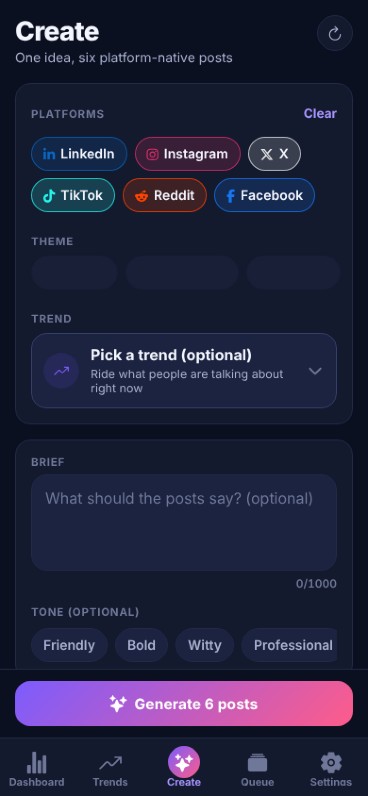 Create
One idea, six platform-native posts
PLATFORMS
Clear
LinkedIn
Instagram
X
TikTok
Reddit
Facebook
THEME
TREND
Pick a trend (optional)
Ride what people are talking about
right now
BRIEF
What should the posts say? (optional)
0/1000
TONE (OPTIONAL)
Friendly
Bold
Witty
Professional
Generate 6 posts
Dashboard
Trends
Create
Queue
Settings